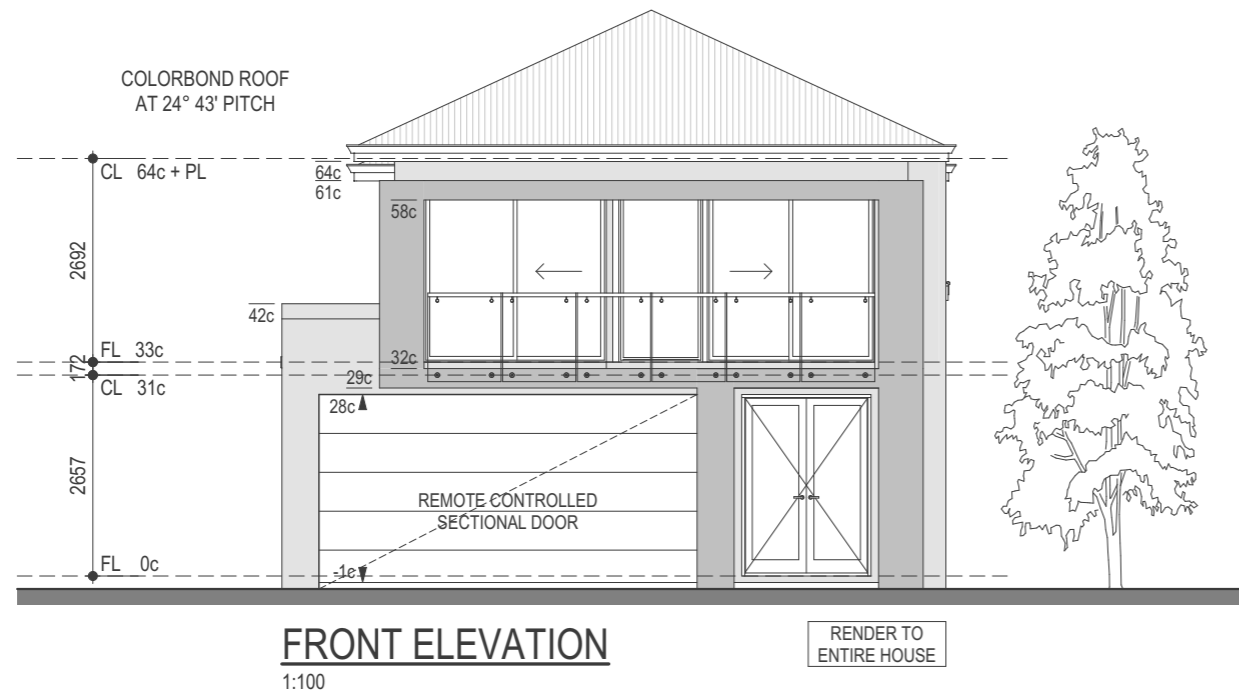 COLORBOND ROOF
AT 24° 43' PITCH
CL 64c + PL
64c
61c
58c
2692
42c
FL 33c
32c
172
CL 31c
29c
28c
2657
REMOTE CONTROLLED
SECTIONAL DOOR
FL 0c
-1c
FRONT ELEVATION
1:100
RENDER TO
ENTIRE HOUSE